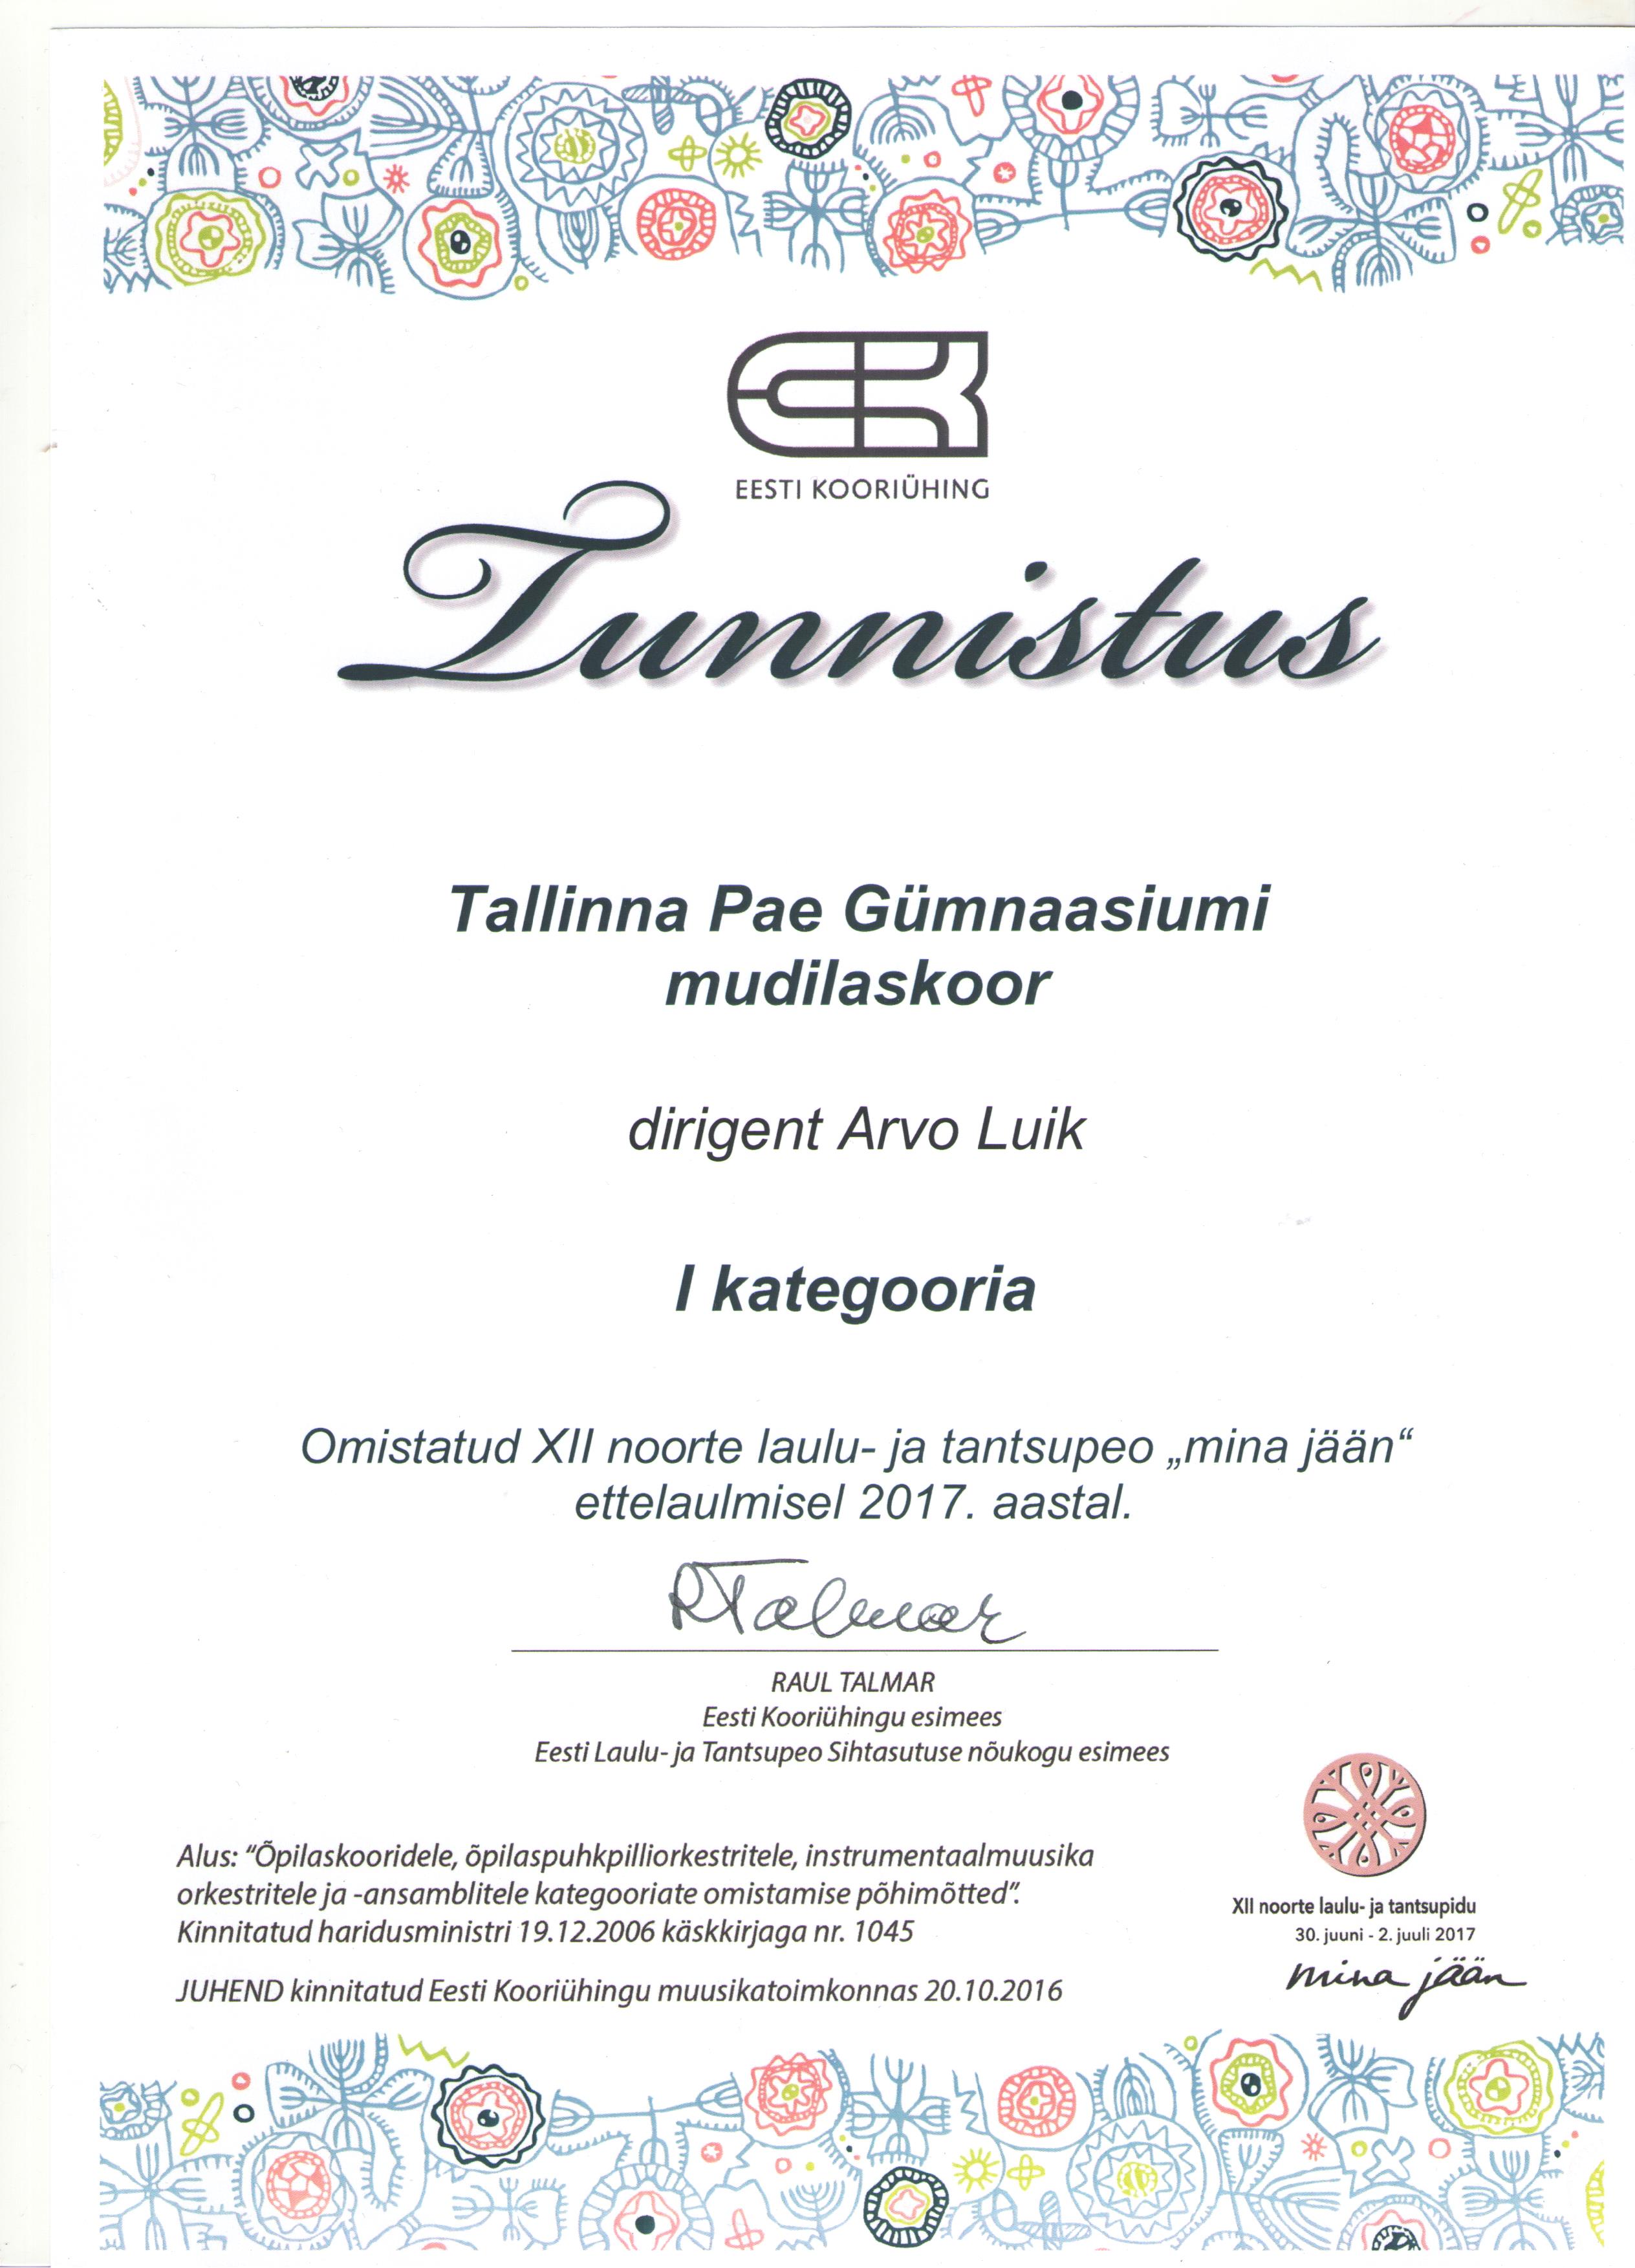 EESTI KOORIÜHING
Tunnistus
Tallinna Pae Gümnaasiumi
mudilaskoor
dirigent Arvo Luik
I kategooria
Omistatud XII noorte laulu- ja tantsupeo „mina jään“
ettelaulmisel 2017. aastal.
RTalmar
RAUL TALMAR
Eesti Kooriühingu esimees
Eesti Laulu- ja Tantsupeo Sihtasutuse nõukogu esimees
Alus: “Õpilaskooridele, õpilaspuhkpilliorkestritele, instrumentaalmuusika
orkestritele ja -ansamblitele kategooriate omistamise põhimõtted”.
Kinnitatud haridusministri 19.12.2006 käskkirjaga nr. 1045
JUHEND kinnitatud Eesti Kooriühingu muusikatoimkonnas 20.10.2016
XII noorte laulu- ja tantsupidu
30. juuni - 2. juuli 2017
mina jään